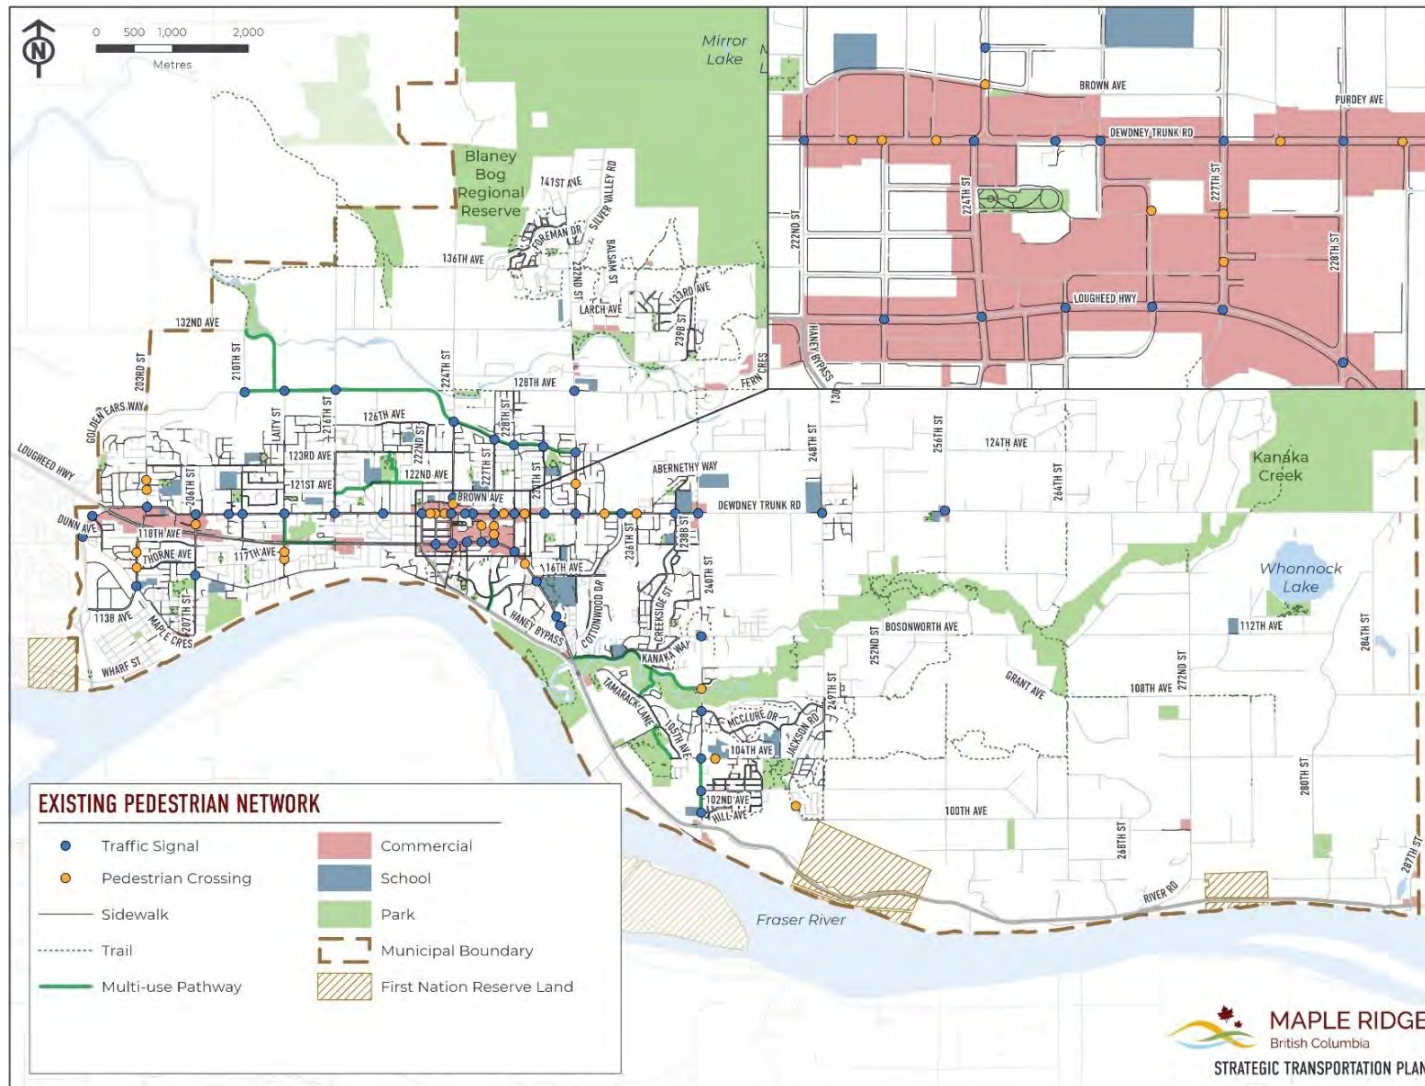 N
0 500 1,000 2,000
Metres
Mirror
Lake
Blaney
Bog
Regional
Reserve
141ST AVE
FOREMAN DR
SILVER VALLEY RD
136TH AVE
232ND ST
BALSAM ST
LARCH AVE
133RD AVE
239B ST
FERN CRES
132ND AVE
203RD ST
210TH ST
224TH ST
128TH AVE
GOLDEN EARS WAY
LAITY ST
216TH ST
126TH AVE
222ND ST
228TH ST
227TH ST
230TH ST
123RD AVE
122ND AVE
121ST AVE
LOUGHEED HWY
206TH ST
BROWN AVE
ABERNETHY WAY
DEWDNEY TRUNK RD
DUNN AVE
118TH AVE
THORNE AVE
117TH AVE
116TH AVE
236TH ST
238B ST
240TH ST
113B AVE
MAPLE CRES
207TH ST
WHARF ST
HANEY BYPASS
COTTONWOOD DR
CREEKSIDE ST
KANAKA WAY
TAMARACK LANE
105TH AVE
MCCLURE DR
104TH AVE
JACKSON RD
249TH ST
102ND AVE
HILL AVE
248TH ST
256TH ST
124TH AVE
264TH ST
Kanaka
Creek
Whonnock
Lake
252ND ST
BOSONWORTH AVE
112TH AVE
284TH ST
GRANT AVE
108TH AVE
272ND ST
100TH AVE
268TH ST
280TH ST
287TH ST
RIVER RD
Fraser River
BROWN AVE
PURDEY AVE
DEWDNEY TRUNK RD
222ND ST
224TH ST
227TH ST
228TH ST
LOUGHEED HWY
HANEY BYPASS
EXISTING PEDESTRIAN NETWORK
Traffic Signal
Pedestrian Crossing
Sidewalk
Trail
Multi-use Pathway
Commercial
School
Park
Municipal Boundary
First Nation Reserve Land
MAPLE RIDGE
British Columbia
STRATEGIC TRANSPORTATION PLAN